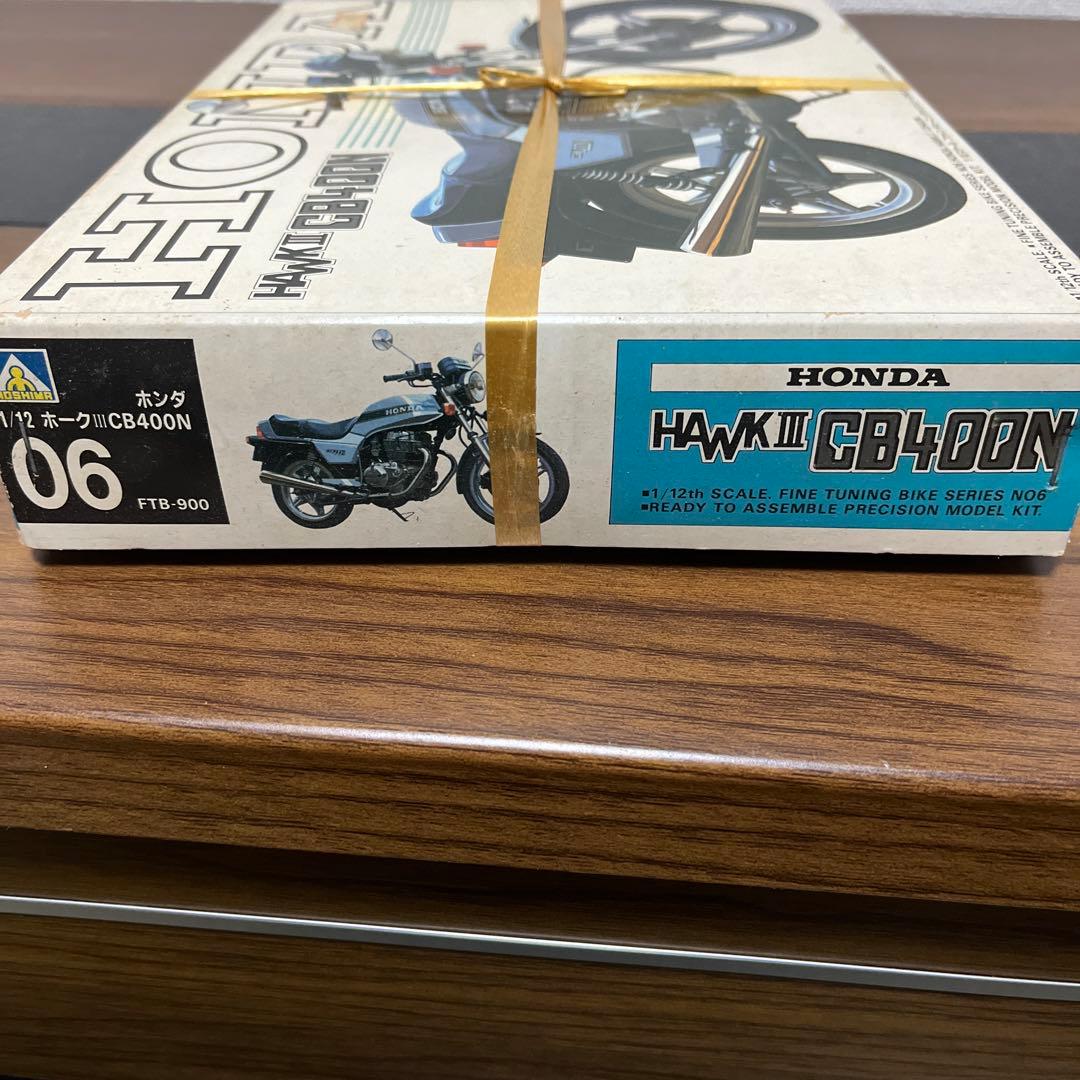 HONDA
HAWK III CB400N
ホンダ
1/12 ホークIII CB400N
06
FTB-900
HONDA
HONDA
HAWK III CB400N
■1/12th SCALE. FINE TUNING BIKE SERIES NO6
■READY TO ASSEMBLE PRECISION MODEL KIT.